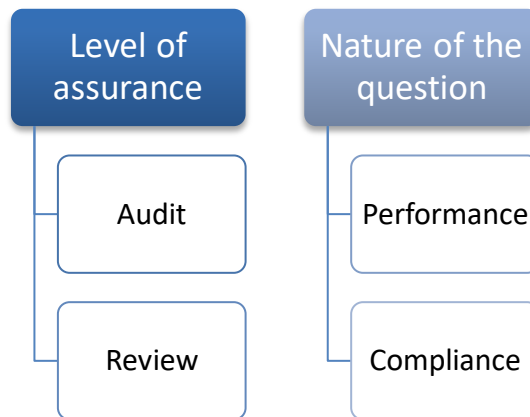 Level of
assurance
Audit
Review
Nature of the
question
Performance
Compliance